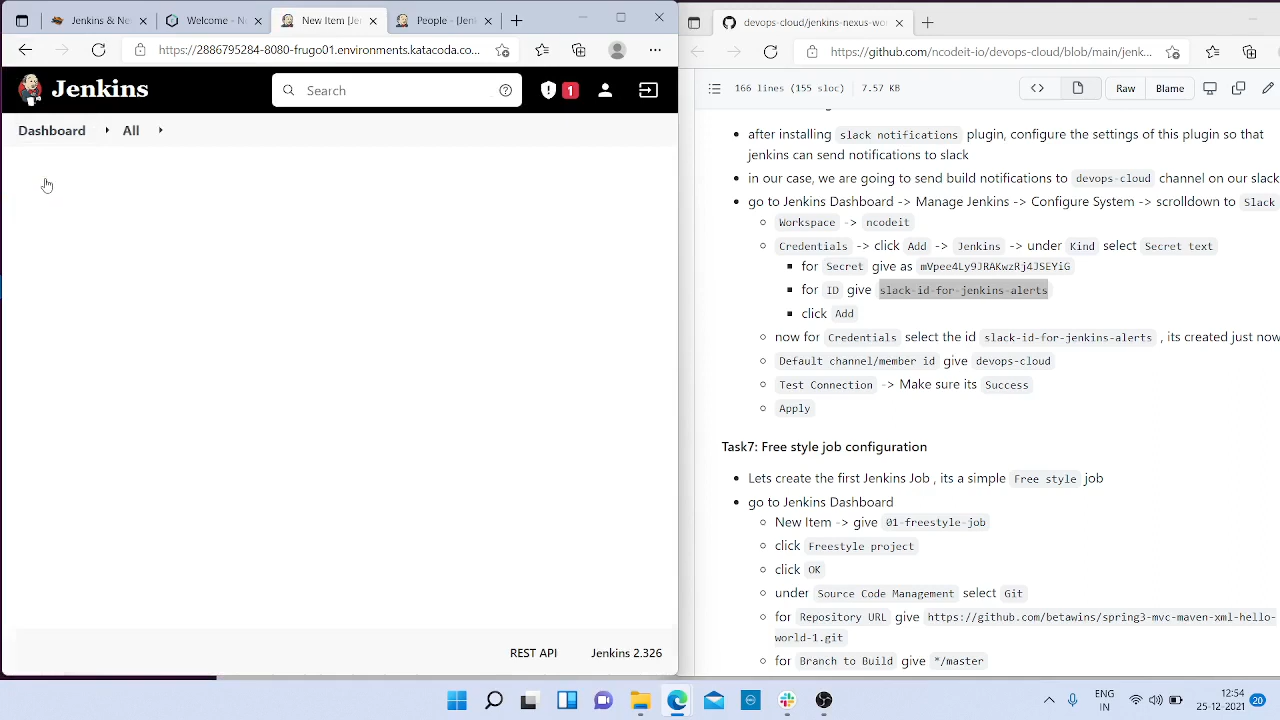 Jenkins & Ne
Welcome - N
New Item [Jen
People - [Jenk
https://2886795284-8080-frugo01.environments.katacoda.co...
Jenkins
Search
1
Dashboard
All
REST API
Jenkins 2.326
devops-cloud/jenkins-nexus-wo
https://github.com/ncodeit-io/devops-cloud/blob/main/jenk...
166 lines (155 sloc)
7.57 KB
Raw
Blame
after installing slack notifications plugin, configure the settings of this plugin so that
jenkins can send notifications to slack
in our case, we are going to send build notifications to devops-cloud channel on our slack
go to Jenkins Dashboard -> Manage Jenkins -> Configure System -> scrolldown to Slack
Workspace -> ncodeit
Credentials -> click Add -> Jenkins -> under Kind select Secret text
for Secret give as mVpee4Ly9JRAKwzRj4JSEYiG
for ID give slack-id-for-jenkins-alerts
click Add
now for Credentials select the id slack-id-for-jenkins-alerts , its created just now
Default channel/member id give devops-cloud
Test Connection -> Make sure its Success
Apply
Task7: Free style job configuration
Lets create the first Jenkins Job , its a simple Free style job
go to Jenkins Dashboard
New Item -> give 01-freestyle-job
click Freestyle project
click OK
under Source Code Management select Git
for Repository URL give https://github.com/betawins/spring3-mvc-maven-xml-hello-
world-1.git
for Branch to Build give */master
ENG
IN
12:54
25-12-2021
20